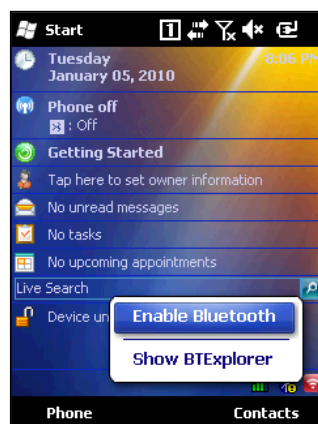 Start
1
Tuesday 8:06 PM
January 05, 2010
Phone off
: Off
Getting Started
Tap here to set owner information
No unread messages
No tasks
No upcoming appointments
Live Search
Device un
Enable Bluetooth
Show BTExplorer
Phone Contacts